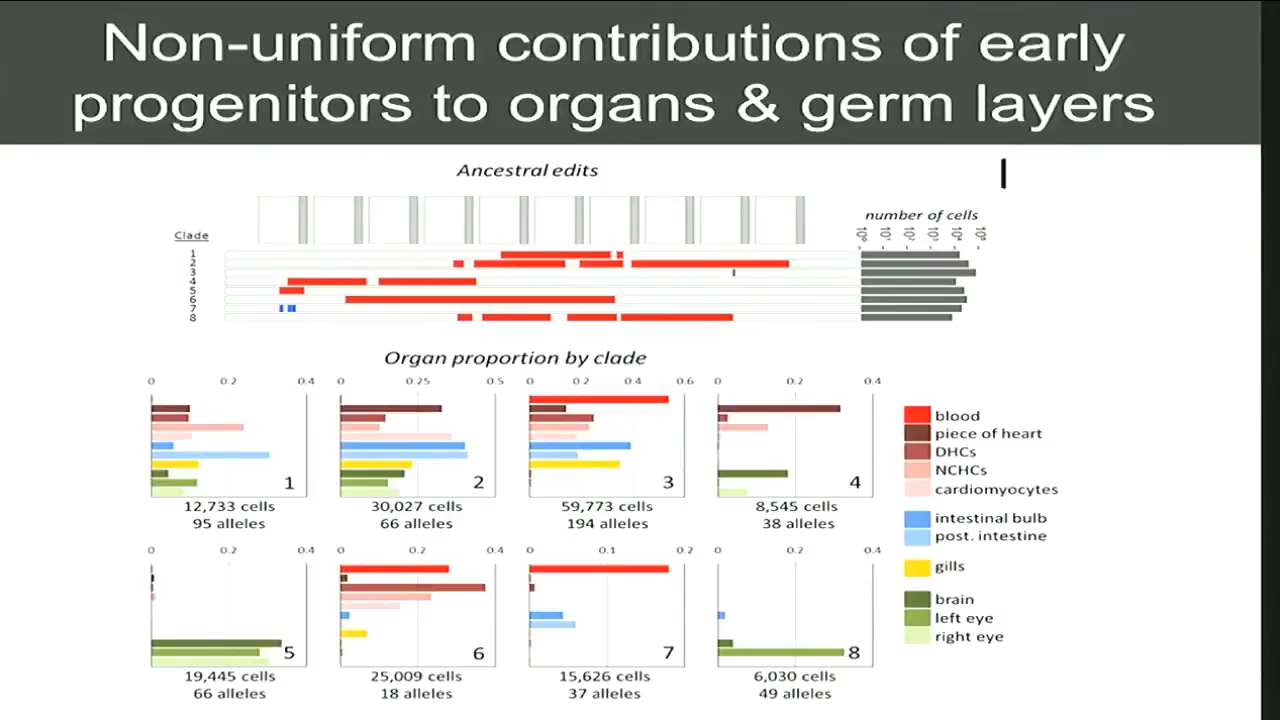 Non-uniform contributions of early
progenitors to organs & germ layers
Ancestral edits
number of cells
Clade
10⁰ 10¹ 10² 10³ 10⁴ 10⁵
1
2
3
4
5
6
7
8
Organ proportion by clade
0 0.2 0.4 0 0.25 0.5 0 0.2 0.4 0.6 0 0.2 0.4
1 2 3 4
12,733 cells 30,027 cells 59,773 cells 8,545 cells
95 alleles 66 alleles 194 alleles 38 alleles
0 0.2 0.4 0 0.2 0.4 0 0.1 0.2 0 0.2 0.4
5 6 7 8
19,445 cells 25,009 cells 15,626 cells 6,030 cells
66 alleles 18 alleles 37 alleles 49 alleles
blood
piece of heart
DHCs
NCHCs
cardiomyocytes
intestinal bulb
post. intestine
gills
brain
left eye
right eye